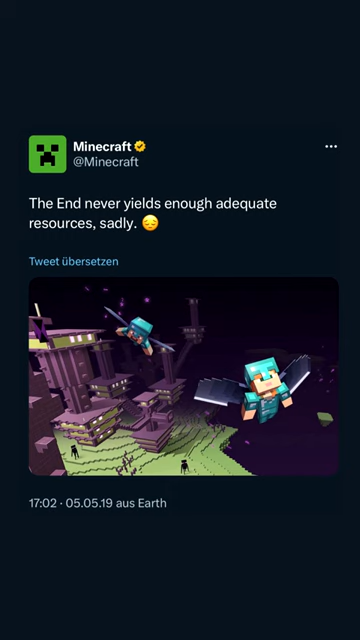 Minecraft
@Minecraft
The End never yields enough adequate
resources, sadly. 😔
Tweet übersetzen
17:02 · 05.05.19 aus Earth